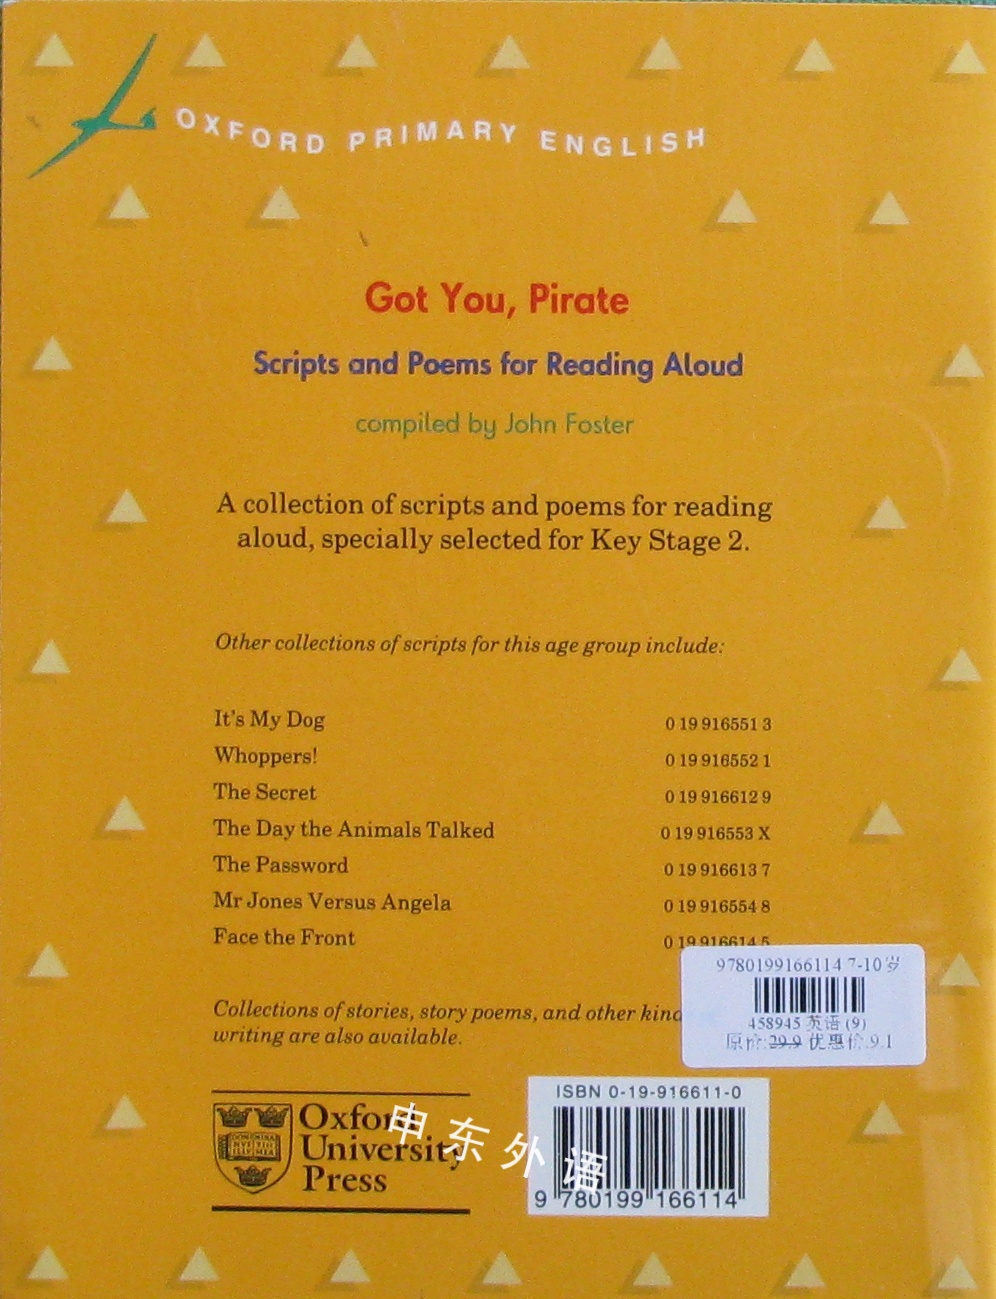 OXFORD PRIMARY ENGLISH
Got You, Pirate
Scripts and Poems for Reading Aloud
compiled by John Foster
A collection of scripts and poems for reading
aloud, specially selected for Key Stage 2.
Other collections of scripts for this age group include:
It's My Dog 0 19 916551 3
Whoppers! 0 19 916552 1
The Secret 0 19 916612 9
The Day the Animals Talked 0 19 916553 X
The Password 0 19 916613 7
Mr Jones Versus Angela 0 19 916554 8
Face the Front 0 19 916614 5
9780199166114 7-10岁
458945 英语 (9)
原价:29.9 优惠价:9.1
Collections of stories, story poems, and other
writing are also available.
Oxford
University
Press
申东外语
ISBN 0-19-916611-0
9 780199 166114